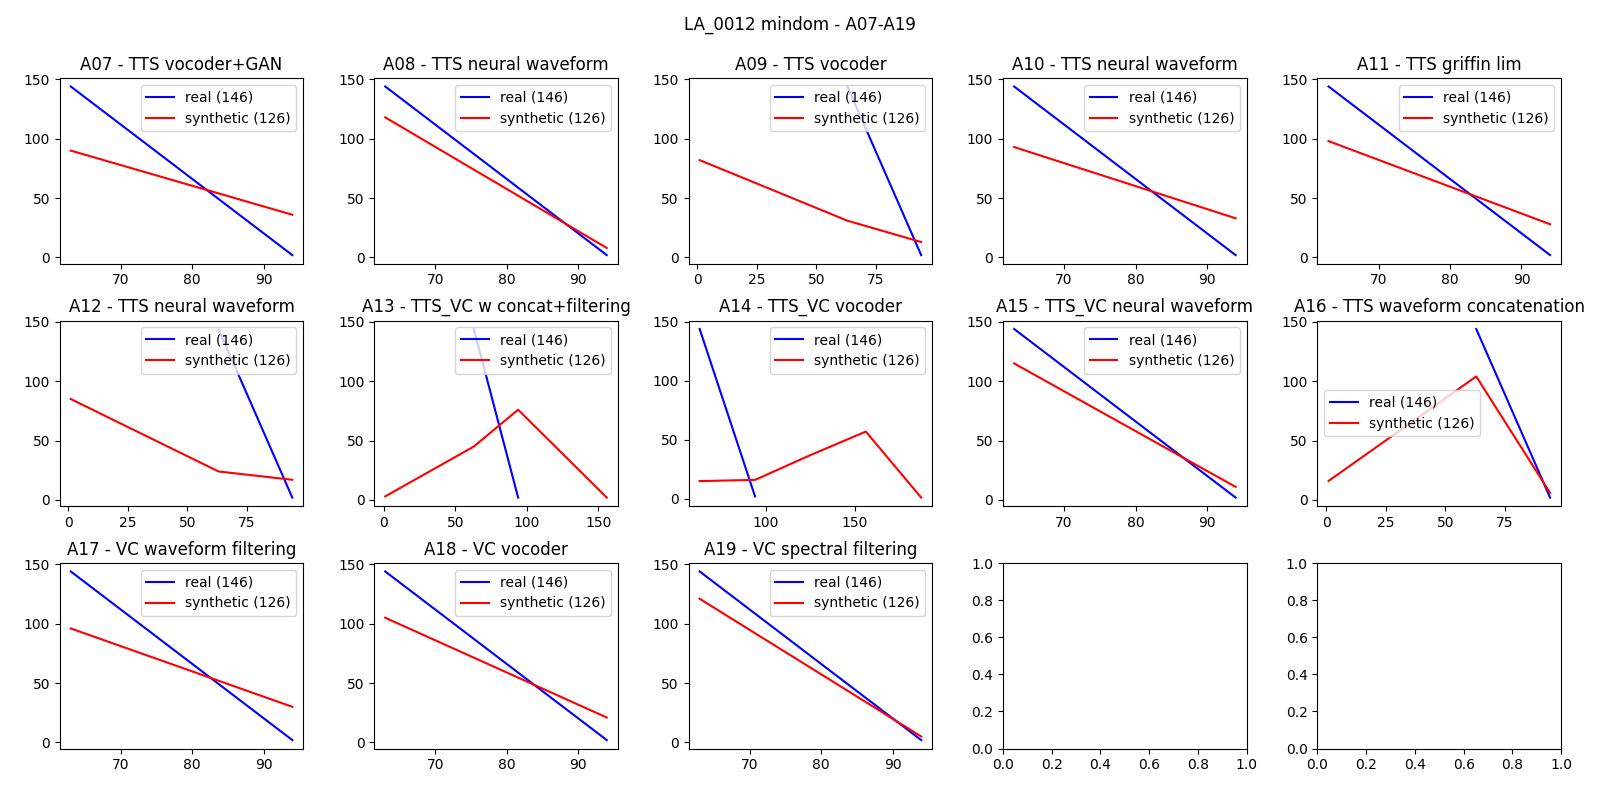 LA_0012 mindom - A07-A19
A07 - TTS vocoder+GAN
150
100
50
0
70 80 90
real (146)
synthetic (126)
A08 - TTS neural waveform
150
100
50
0
70 80 90
real (146)
synthetic (126)
A09 - TTS vocoder
150
100
50
0
0 25 50 75
real (146)
synthetic (126)
A10 - TTS neural waveform
150
100
50
0
70 80 90
real (146)
synthetic (126)
A11 - TTS griffin lim
150
100
50
0
70 80 90
real (146)
synthetic (126)
A12 - TTS neural waveform
150
100
50
0
0 25 50 75
real (146)
synthetic (126)
A13 - TTS_VC w concat+filtering
150
100
50
0
0 50 100 150
real (146)
synthetic (126)
A14 - TTS_VC vocoder
150
100
50
0
100 150
real (146)
synthetic (126)
A15 - TTS_VC neural waveform
150
100
50
0
70 80 90
real (146)
synthetic (126)
A16 - TTS waveform concatenation
150
100
50
0
0 25 50 75
real (146)
synthetic (126)
A17 - VC waveform filtering
150
100
50
0
70 80 90
real (146)
synthetic (126)
A18 - VC vocoder
150
100
50
0
70 80 90
real (146)
synthetic (126)
A19 - VC spectral filtering
150
100
50
0
70 80 90
real (146)
synthetic (126)
1.0
0.8
0.6
0.4
0.2
0.0
0.0 0.2 0.4 0.6 0.8 1.0
1.0
0.8
0.6
0.4
0.2
0.0
0.0 0.2 0.4 0.6 0.8 1.0